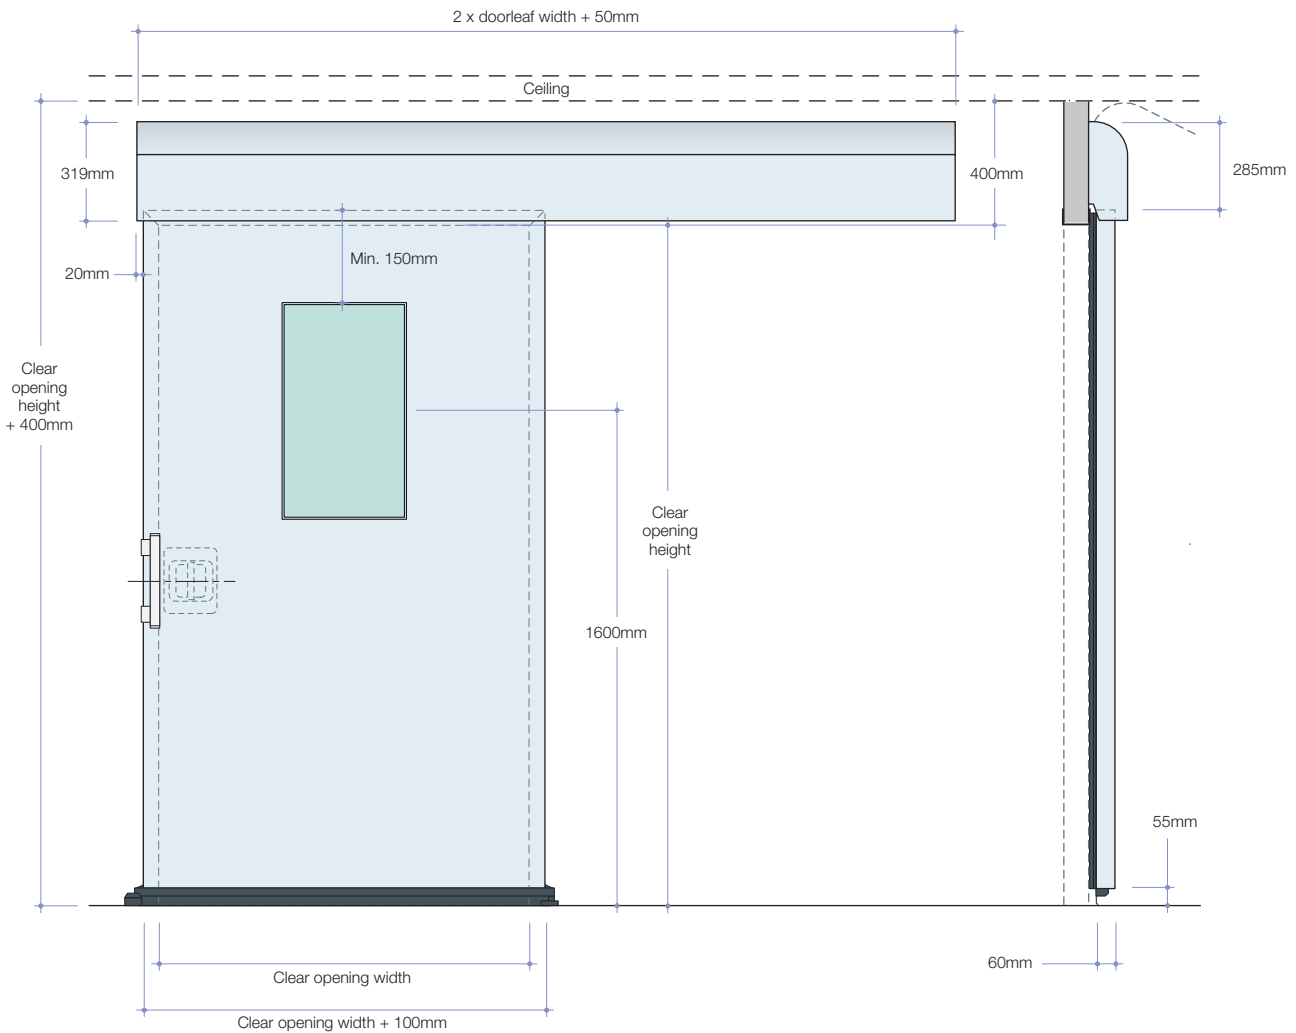 2 x doorleaf width + 50mm
Ceiling
319mm
400mm
285mm
Min. 150mm
20mm
Clear
opening
height
+ 400mm
Clear
opening
height
1600mm
55mm
60mm
Clear opening width
Clear opening width + 100mm